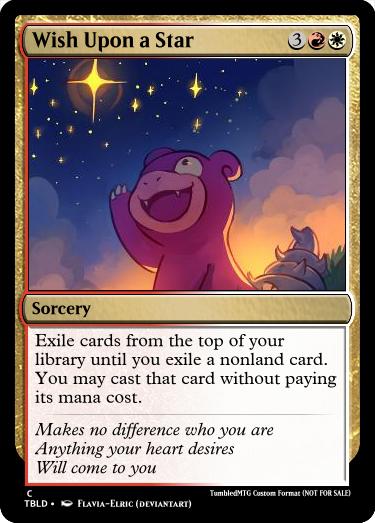 Wish Upon a Star 3
Sorcery
Exile cards from the top of your
library until you exile a nonland card.
You may cast that card without paying
its mana cost.
Makes no difference who you are
Anything your heart desires
Will come to you
C
TBLD • Flavia-Elric (deviantart)
TumbledMTG Custom Format (NOT FOR SALE)